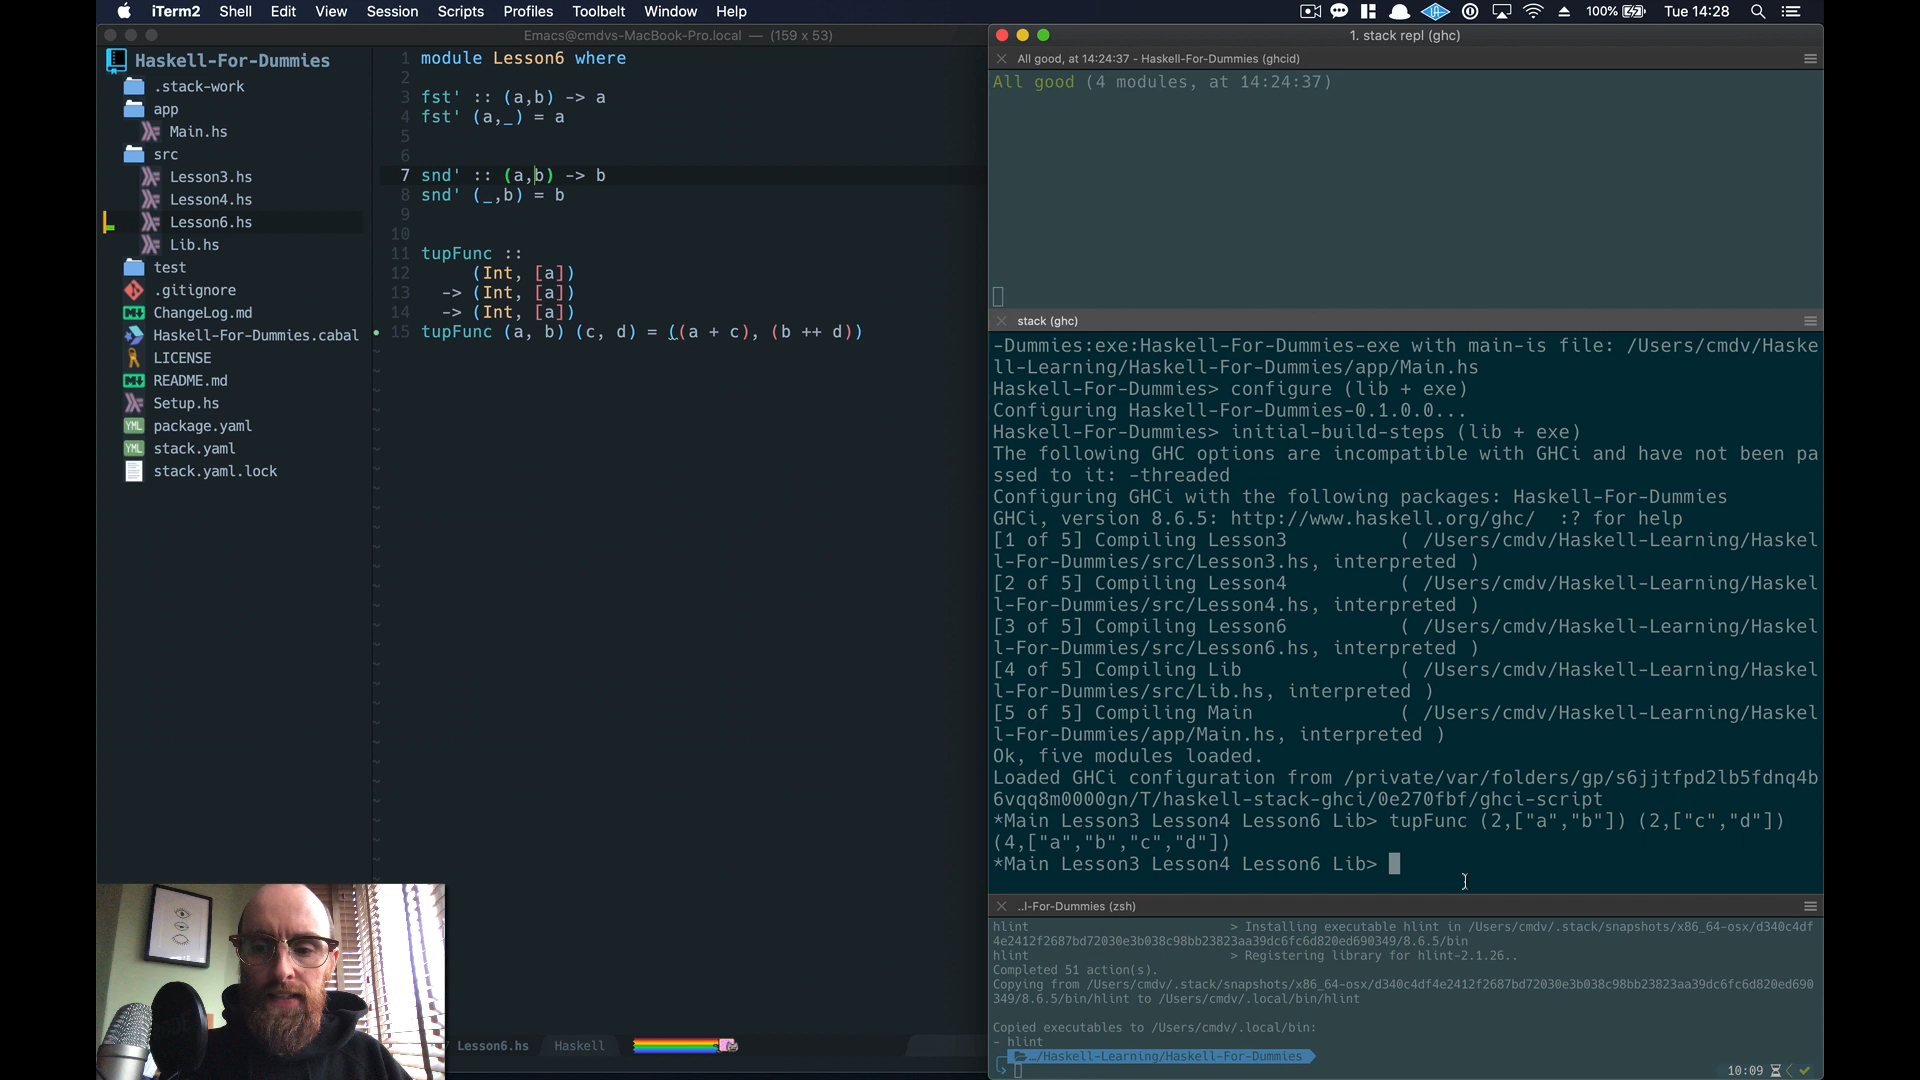 iTerm2 Shell Edit View Session Scripts Profiles Toolbelt Window Help 100% Tue 14:28
Emacs@cmdvs-MacBook-Pro.local — (159 x 53)
Haskell-For-Dummies
.stack-work
app
Main.hs
src
Lesson3.hs
Lesson4.hs
Lesson6.hs
Lib.hs
test
.gitignore
ChangeLog.md
Haskell-For-Dummies.cabal
LICENSE
README.md
Setup.hs
package.yaml
stack.yaml
stack.yaml.lock
1 module Lesson6 where
2
3 fst' :: (a,b) -> a
4 fst' (a,_) = a
5
6
7 snd' :: (a,b) -> b
8 snd' (_,b) = b
9
10
11 tupFunc ::
12 (Int, [a])
13 -> (Int, [a])
14 -> (Int, [a])
15 tupFunc (a, b) (c, d) = ((a + c), (b ++ d))
Lesson6.hs Haskell
1. stack repl (ghc)
All good, at 14:24:37 - Haskell-For-Dummies (ghcid)
All good (4 modules, at 14:24:37)
stack (ghc)
-Dummies:exe:Haskell-For-Dummies-exe with main-is file: /Users/cmdv/Haske
ll-Learning/Haskell-For-Dummies/app/Main.hs
Haskell-For-Dummies> configure (lib + exe)
Configuring Haskell-For-Dummies-0.1.0.0...
Haskell-For-Dummies> initial-build-steps (lib + exe)
The following GHC options are incompatible with GHCi and have not been pa
ssed to it: -threaded
Configuring GHCi with the following packages: Haskell-For-Dummies
GHCi, version 8.6.5: http://www.haskell.org/ghc/  :? for help
[1 of 5] Compiling Lesson3 ( /Users/cmdv/Haskell-Learning/Haskel
l-For-Dummies/src/Lesson3.hs, interpreted )
[2 of 5] Compiling Lesson4 ( /Users/cmdv/Haskell-Learning/Haskel
l-For-Dummies/src/Lesson4.hs, interpreted )
[3 of 5] Compiling Lesson6 ( /Users/cmdv/Haskell-Learning/Haskel
l-For-Dummies/src/Lesson6.hs, interpreted )
[4 of 5] Compiling Lib ( /Users/cmdv/Haskell-Learning/Haskel
l-For-Dummies/src/Lib.hs, interpreted )
[5 of 5] Compiling Main ( /Users/cmdv/Haskell-Learning/Haskel
l-For-Dummies/app/Main.hs, interpreted )
Ok, five modules loaded.
Loaded GHCi configuration from /private/var/folders/gp/s6jjtfpd2lb5fdnq4b
6vqq8m0000gn/T/haskell-stack-ghci/0e270fbf/ghci-script
*Main Lesson3 Lesson4 Lesson6 Lib> tupFunc (2,["a","b"]) (2,["c","d"])
(4,["a","b","c","d"])
*Main Lesson3 Lesson4 Lesson6 Lib>
..l-For-Dummies (zsh)
hlint > Installing executable hlint in /Users/cmdv/.stack/snapshots/x86_64-osx/d340c4df
4e2412f2687bd72030e3b038c98bb23823aa39dc6fc6d820ed690349/8.6.5/bin
hlint > Registering library for hlint-2.1.26..
Completed 51 action(s).
Copying from /Users/cmdv/.stack/snapshots/x86_64-osx/d340c4df4e2412f2687bd72030e3b038c98bb23823aa39dc6fc6d820ed690
349/8.6.5/bin/hlint to /Users/cmdv/.local/bin/hlint
Copied executables to /Users/cmdv/.local/bin:
- hlint
…/Haskell-Learning/Haskell-For-Dummies
10:09